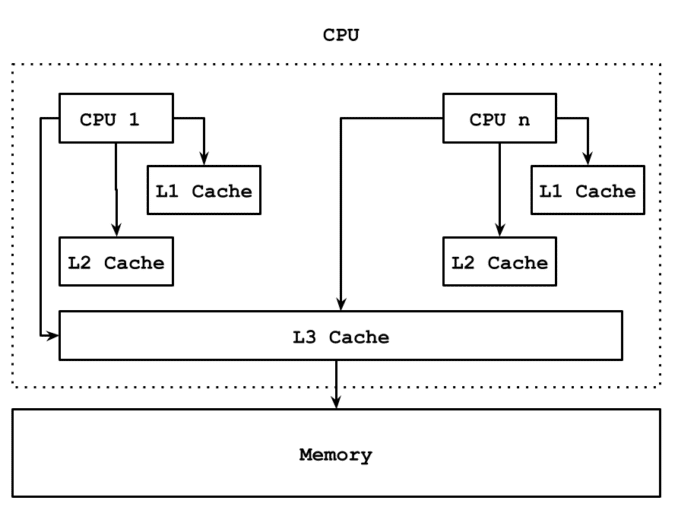 CPU
CPU 1
CPU n
L1 Cache
L1 Cache
L2 Cache
L2 Cache
L3 Cache
Memory